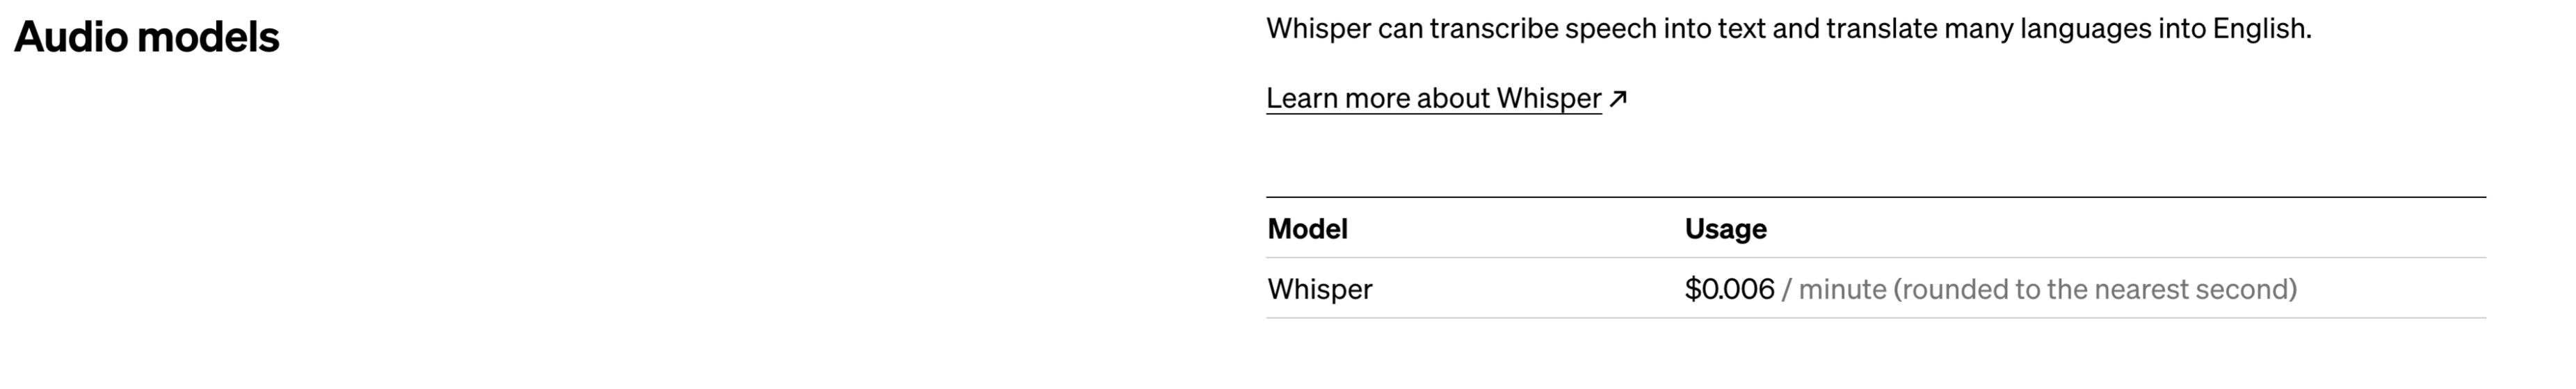 Audio models
Whisper can transcribe speech into text and translate many languages into English.
Learn more about Whisper ↗
Model Usage
Whisper $0.006 / minute (rounded to the nearest second)